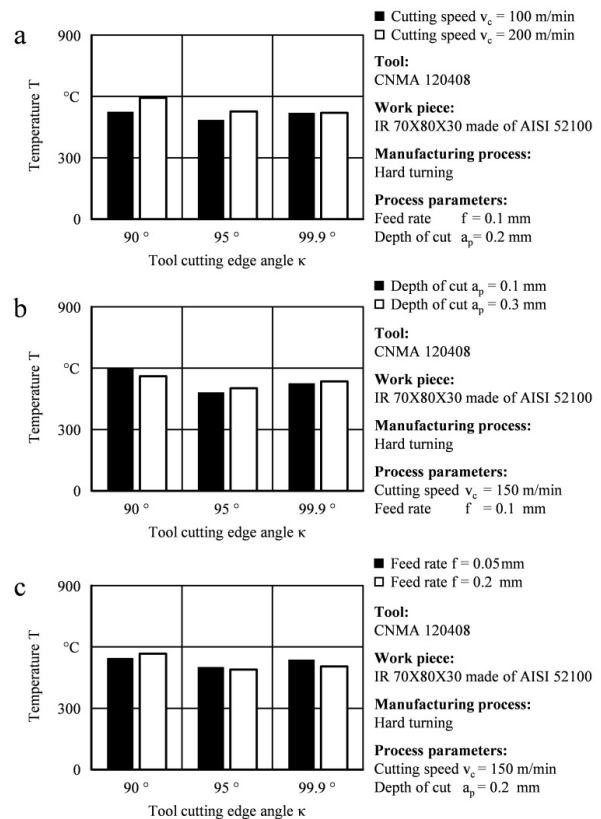 a
900
°C
300
0
Temperature T
90 °
95 °
99.9 °
Tool cutting edge angle κ
■ Cutting speed v_c = 100 m/min
□ Cutting speed v_c = 200 m/min
Tool:
CNMA 120408
Work piece:
IR 70X80X30 made of AISI 52100
Manufacturing process:
Hard turning
Process parameters:
Feed rate f = 0.1 mm
Depth of cut a_p = 0.2 mm
b
900
°C
300
0
Temperature T
90 °
95 °
99.9 °
Tool cutting edge angle κ
■ Depth of cut a_p = 0.1 mm
□ Depth of cut a_p = 0.3 mm
Tool:
CNMA 120408
Work piece:
IR 70X80X30 made of AISI 52100
Manufacturing process:
Hard turning
Process parameters:
Cutting speed v_c = 150 m/min
Feed rate f = 0.1 mm
c
900
°C
300
0
Temperature T
90 °
95 °
99.9 °
Tool cutting edge angle κ
■ Feed rate f = 0.05 mm
□ Feed rate f = 0.2 mm
Tool:
CNMA 120408
Work piece:
IR 70X80X30 made of AISI 52100
Manufacturing process:
Hard turning
Process parameters:
Cutting speed v_c = 150 m/min
Depth of cut a_p = 0.2 mm